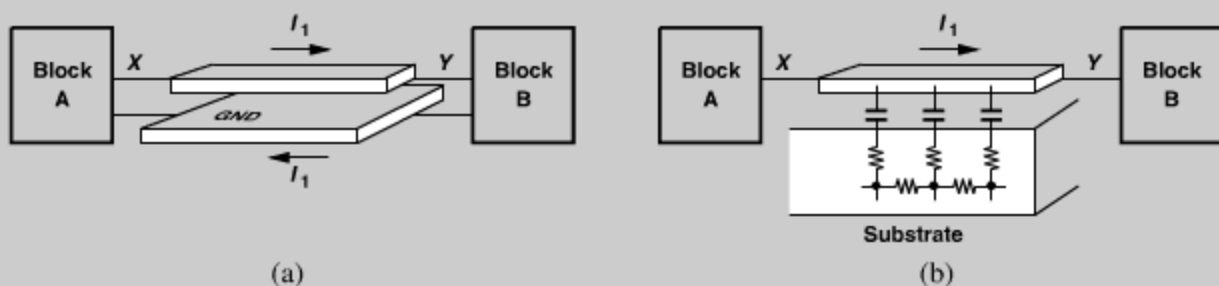 I1
X
Y
Block
A
Block
B
GND
I1
(a)
I1
X
Y
Block
A
Block
B
Substrate
(b)